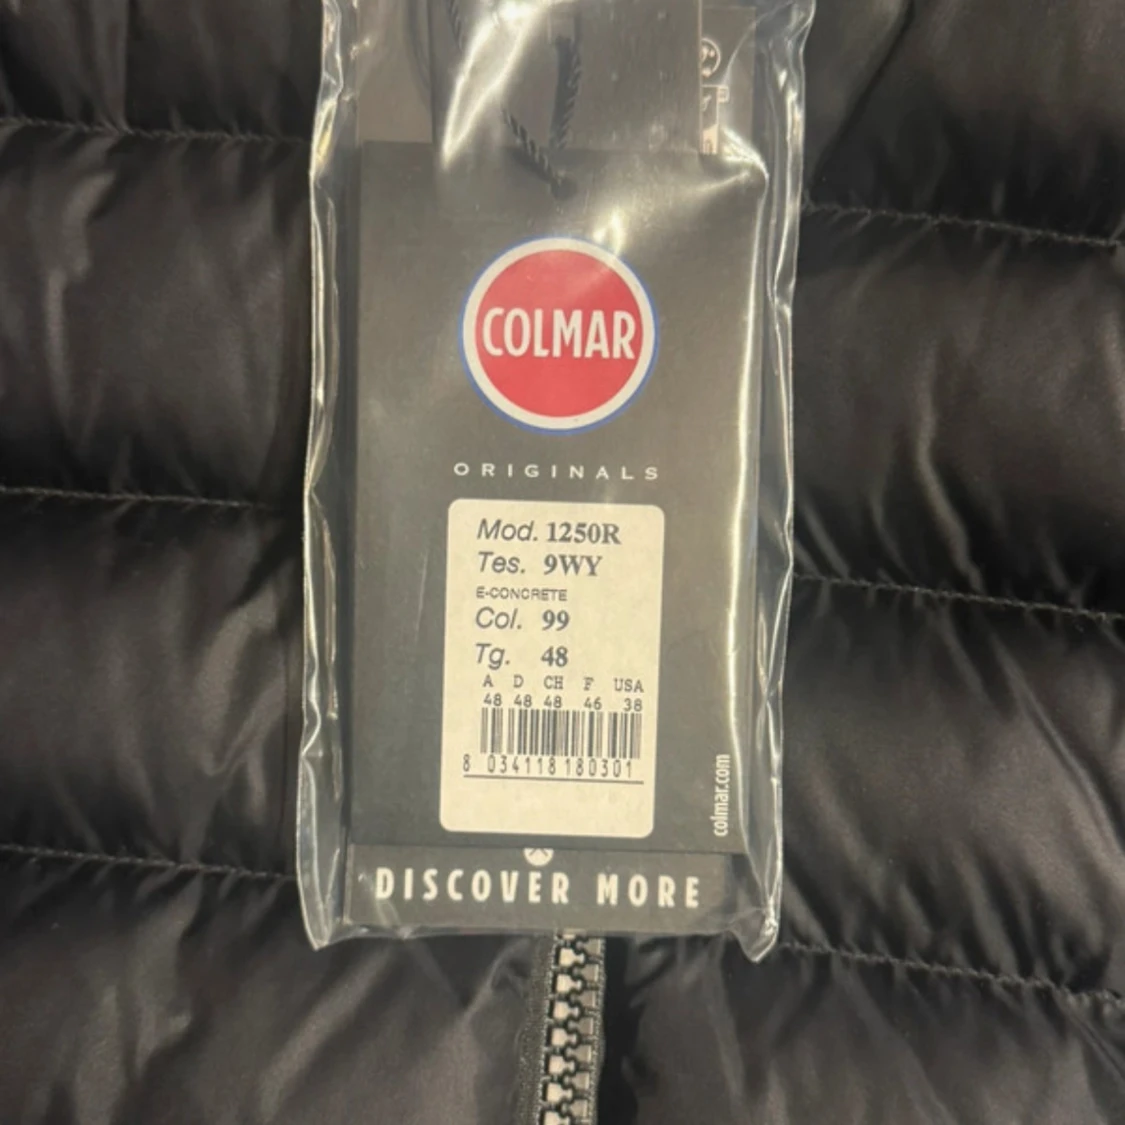 COLMAR
ORIGINALS
Mod. 1250R
Tes. 9WY
E-CONCRETE
Col. 99
Tg. 48
A D CH F USA
48 48 48 46 38
8 034118 180301
colmar.com
DISCOVER MORE